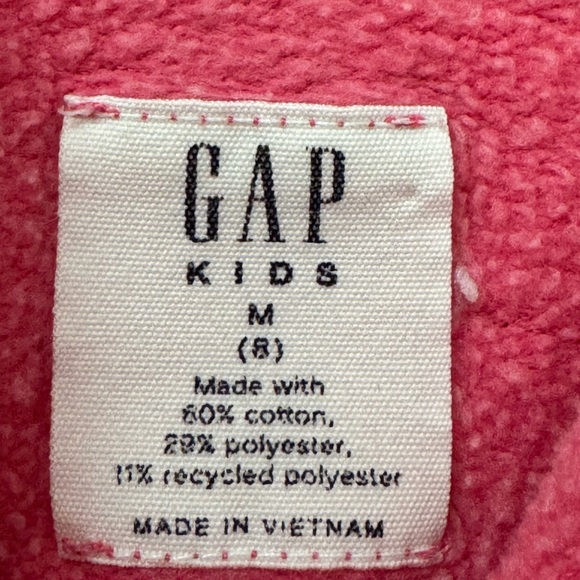 GAP
KIDS
M
(8)
Made with
60% cotton,
29% polyester,
11% recycled polyester
MADE IN VIETNAM